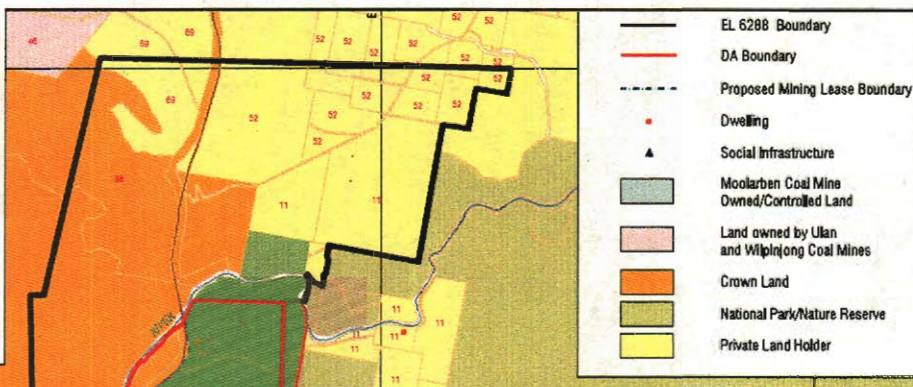 46
69
69
52
52
52
52
52
52
52
52
52
52
52
52
52
69
52
52
52
11
11
11
11
11
11
11
11
EL 6288 Boundary
DA Boundary
Proposed Mining Lease Boundary
Dwelling
Social Infrastructure
Moolarben Coal Mine
Owned/Controlled Land
Land owned by Ulan
and Wilpinjong Coal Mines
Crown Land
National Park/Nature Reserve
Private Land Holder